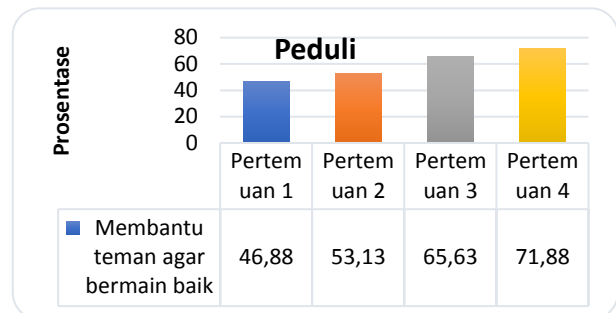 Peduli
Prosentase
80
60
40
20
0
Pertem
uan 1
Pertem
uan 2
Pertem
uan 3
Pertem
uan 4
Membantu
teman agar
bermain baik
46,88
53,13
65,63
71,88